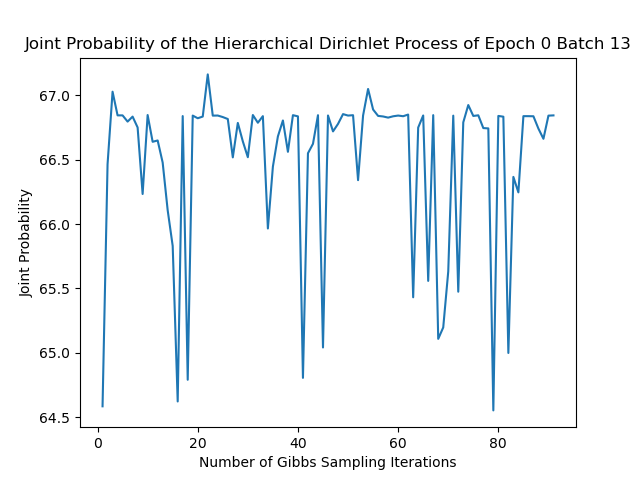 Joint Probability of the Hierarchical Dirichlet Process of Epoch 0 Batch 13
67.0
66.5
66.0
65.5
65.0
64.5
Joint Probability
0 20 40 60 80
Number of Gibbs Sampling Iterations